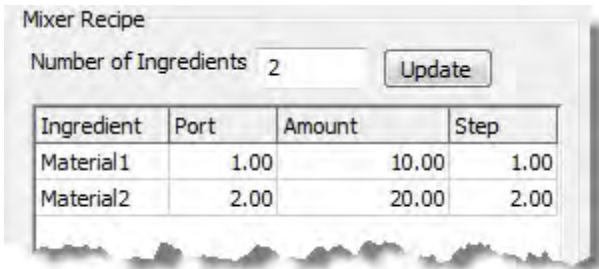 Mixer Recipe
Number of Ingredients 2 Update
Ingredient Port Amount Step
Material1 1.00 10.00 1.00
Material2 2.00 20.00 2.00